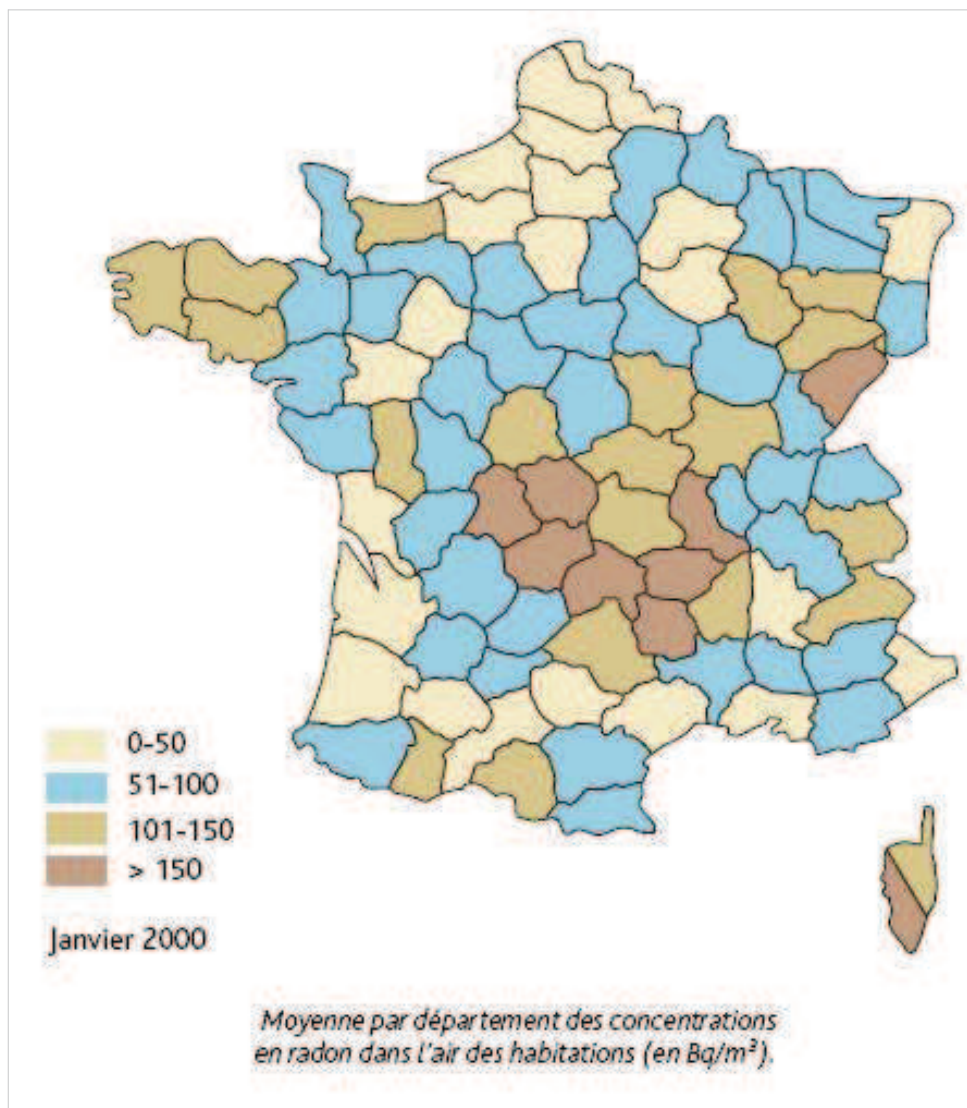 0-50
51-100
101-150
> 150
Janvier 2000
Moyenne par département des concentrations
en radon dans l'air des habitations (en Bq/m³).